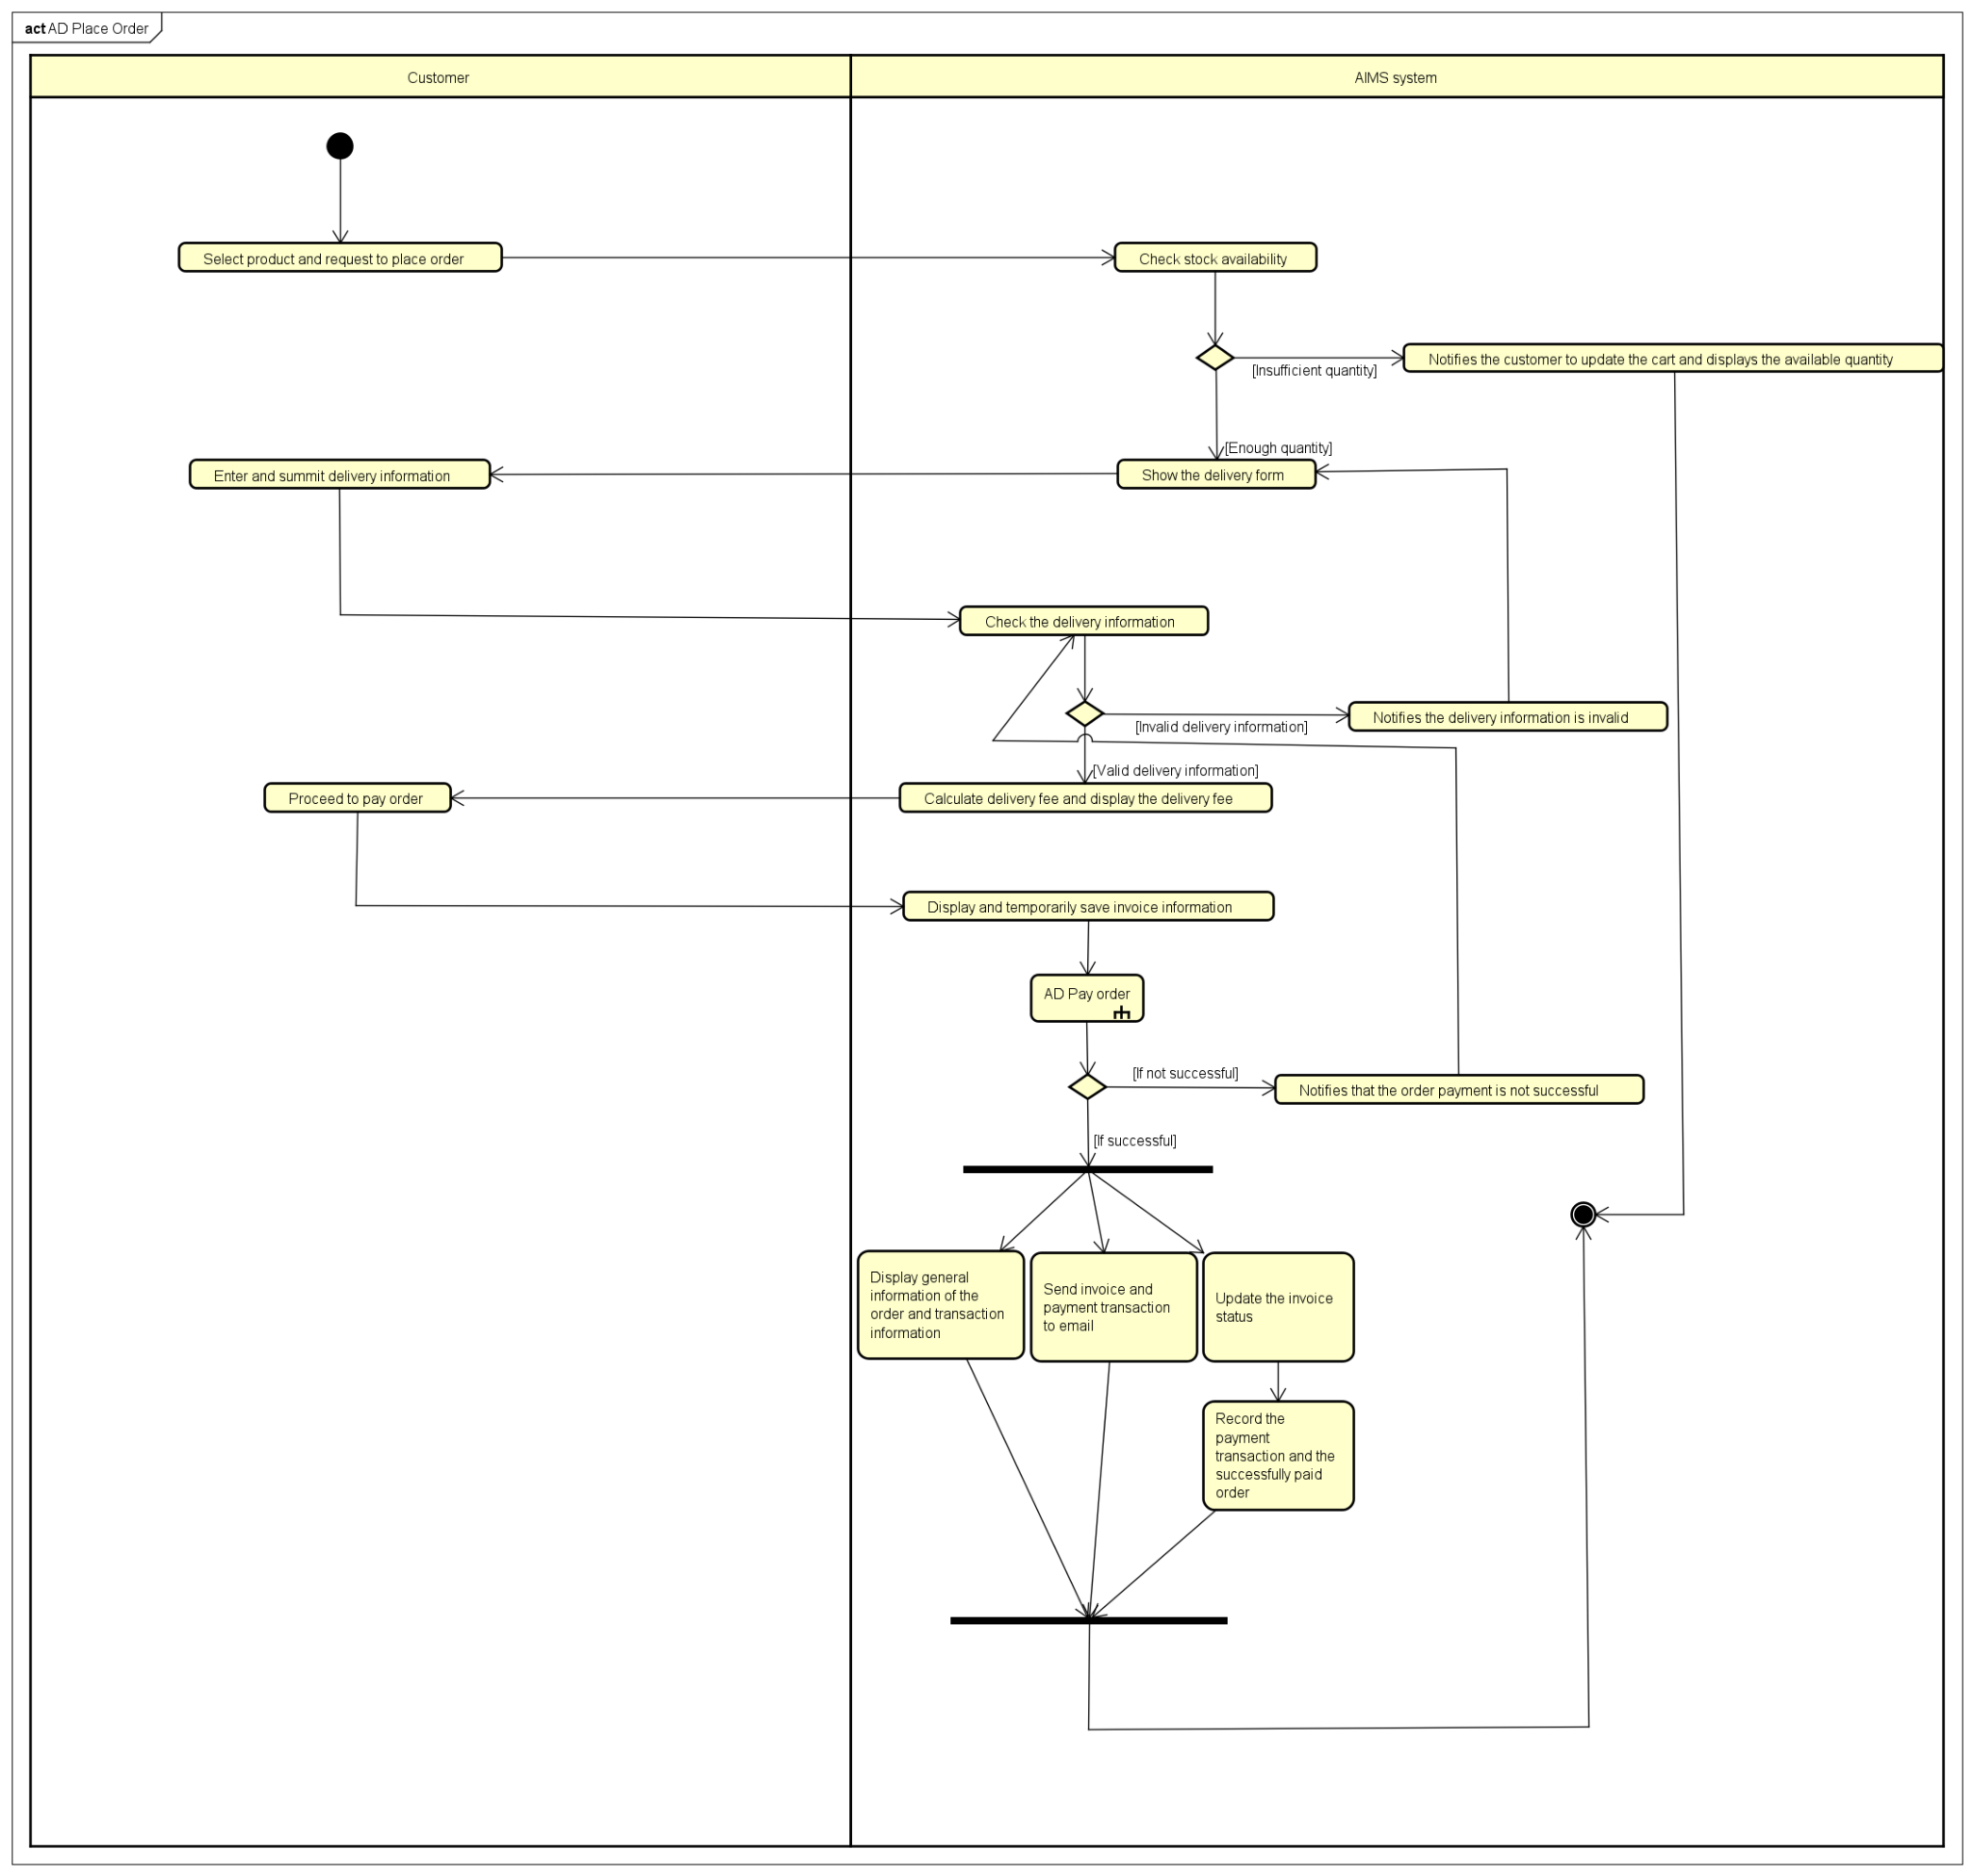 act AD Place Order
Customer
AIMS system
Select product and request to place order
Check stock availability
Notifies the customer to update the cart and displays the available quantity
[Insufficient quantity]
[Enough quantity]
Enter and summit delivery information
Show the delivery form
Check the delivery information
Notifies the delivery information is invalid
[Invalid delivery information]
[Valid delivery information]
Proceed to pay order
Calculate delivery fee and display the delivery fee
Display and temporarily save invoice information
AD Pay order
[If not successful]
Notifies that the order payment is not successful
[If successful]
Display general
information of the
order and transaction
information
Send invoice and
payment transaction
to email
Update the invoice
status
Record the
payment
transaction and the
successfully paid
order